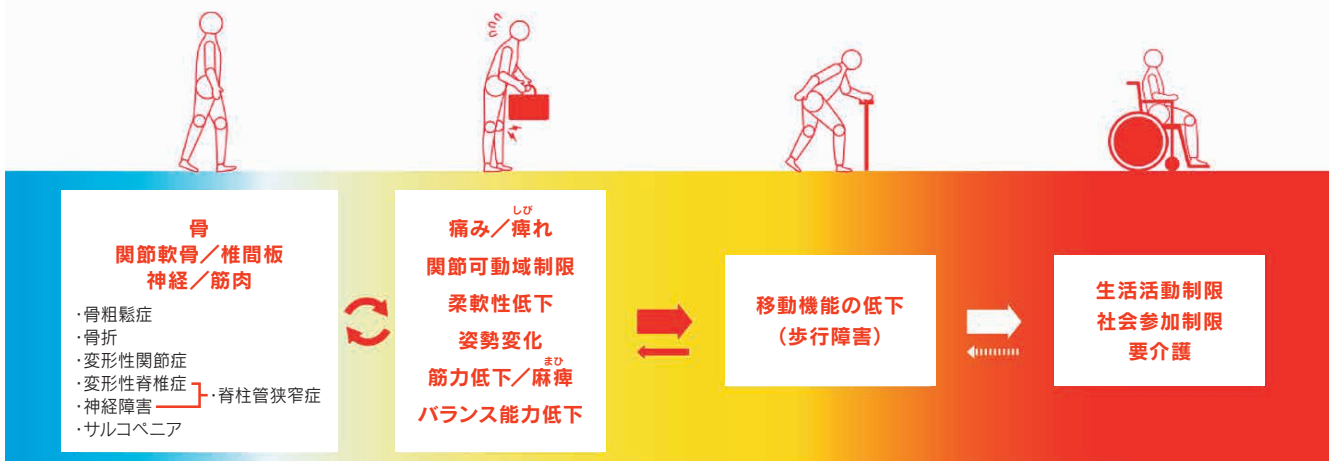 骨
関節軟骨／椎間板
神経／筋肉
・骨粗鬆症
・骨折
・変形性関節症
・変形性脊椎症
・神経障害
・脊柱管狭窄症
・サルコペニア
しび
痛み／痺れ
関節可動域制限
柔軟性低下
姿勢変化
まひ
筋力低下／麻痺
バランス能力低下
移動機能の低下
（歩行障害）
生活活動制限
社会参加制限
要介護